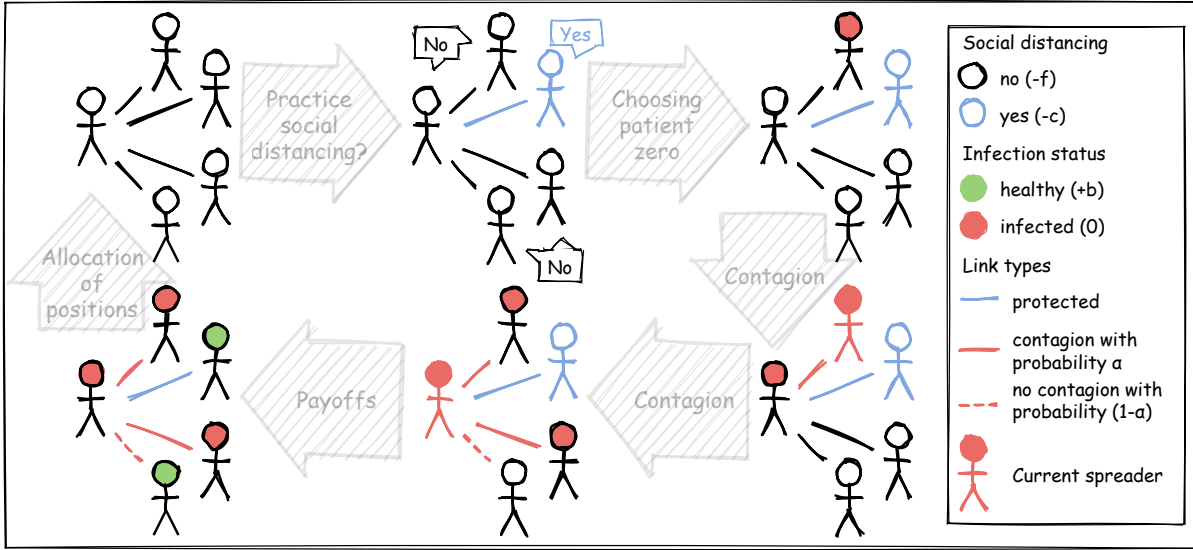 No
Yes
Practice
social
distancing?
Choosing
patient
zero
No
Allocation
of
positions
Contagion
Payoffs
Contagion
Social distancing
no (-f)
yes (-c)
Infection status
healthy (+b)
infected (0)
Link types
protected
contagion with
probability a
no contagion with
probability (1-a)
Current spreader